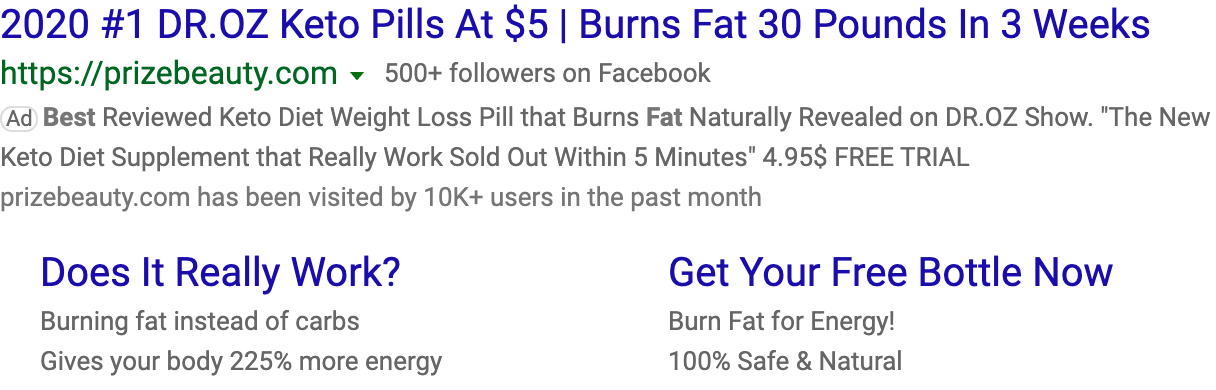 2020 #1 DR.OZ Keto Pills At $5 | Burns Fat 30 Pounds In 3 Weeks
https://prizebeauty.com 500+ followers on Facebook
Ad Best Reviewed Keto Diet Weight Loss Pill that Burns Fat Naturally Revealed on DR.OZ Show. "The New
Keto Diet Supplement that Really Work Sold Out Within 5 Minutes" 4.95$ FREE TRIAL
prizebeauty.com has been visited by 10K+ users in the past month
Does It Really Work?
Burning fat instead of carbs
Gives your body 225% more energy
Get Your Free Bottle Now
Burn Fat for Energy!
100% Safe & Natural